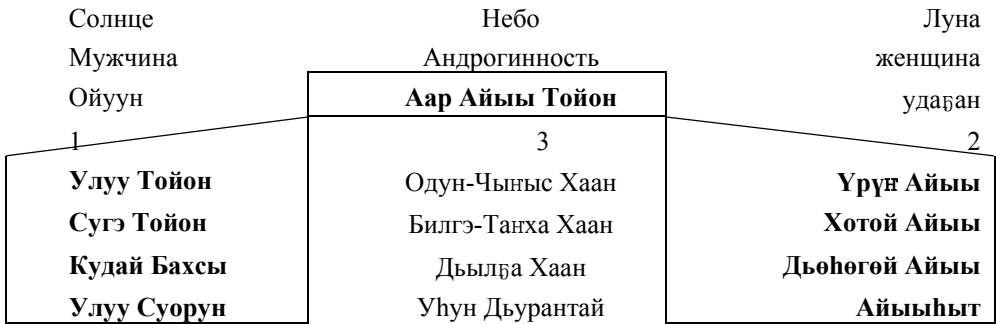 Солнце Небо Луна
Мужчина Андрогинность женщина
Ойуун Аар Айыы Тойон удаҕан
1 3 2
Улуу Тойон Одун-Чыҥыс Хаан Үрүҥ Айыы
Сугэ Тойон Билгэ-Таҥха Хаан Хотой Айыы
Кудай Бахсы Дьылҕа Хаан Дьөһөгөй Айыы
Улуу Суорун Уһун Дьурантай Айыыһыт